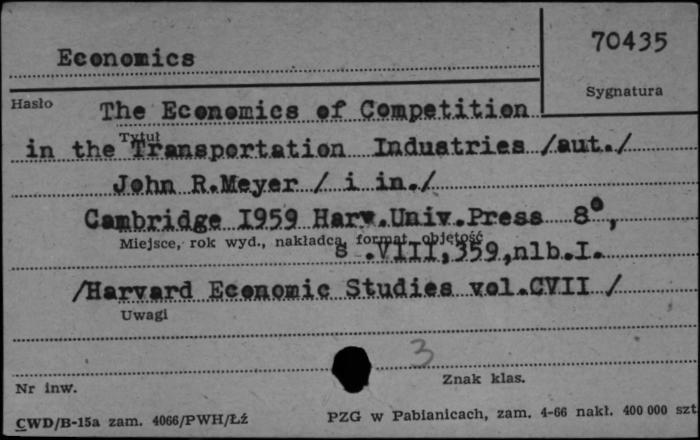 Economics
70435
Sygnatura
Hasło
The Economics of Competition
Tytuł
in the Transportation Industries /aut./
John R.Meyer / i in./
Cambridge I959 Harv.Univ.Press 8°,
Miejsce, rok wyd., nakładca, format, objętość
s .VIII,359,nlb.I.
/Harvard Economic Studies vol.CVII /
Uwagi
3
Nr inw.
Znak klas.
CWD/B-15a zam. 4066/PWH/Łź
PZG w Pabianicach, zam. 4-66 nakł. 400 000 szt